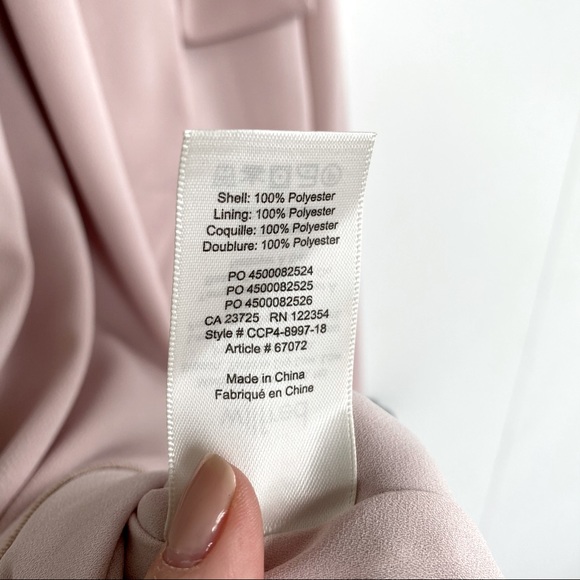 Shell: 100% Polyester
Lining: 100% Polyester
Coquille: 100% Polyester
Doublure: 100% Polyester
PO 4500082524
PO 4500082525
PO 4500082526
CA 23725 RN 122354
Style # CCP4-8997-18
Article # 67072
Made in China
Fabriqué en Chine